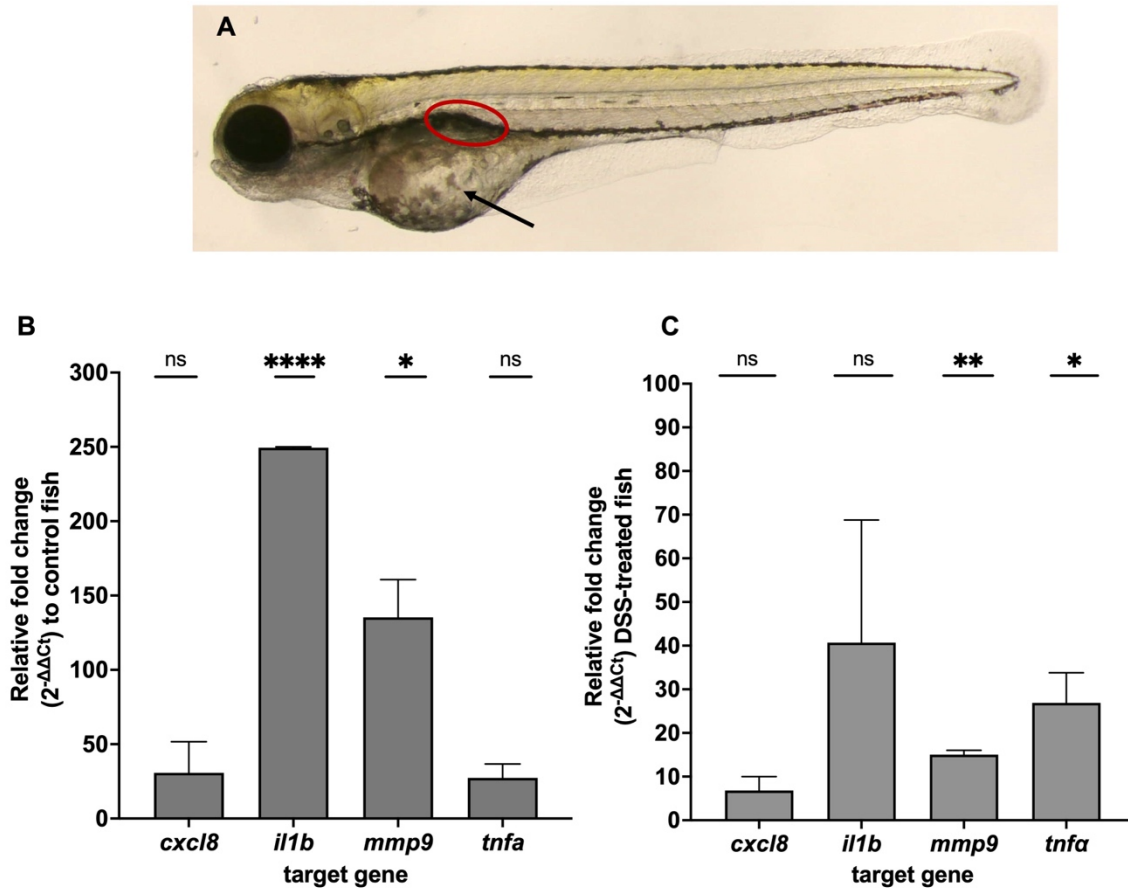 A
B
ns **** * ns
300
250
200
150
100
50
0
Relative fold change
(2-ΔΔCt) to control fish
cxcl8 il1b mmp9 tnfa
target gene
C
ns ns ** *
100
90
80
70
60
50
40
30
20
10
0
Relative fold change
(2-ΔΔCt) DSS-treated fish
cxcl8 il1b mmp9 tnfα
target gene